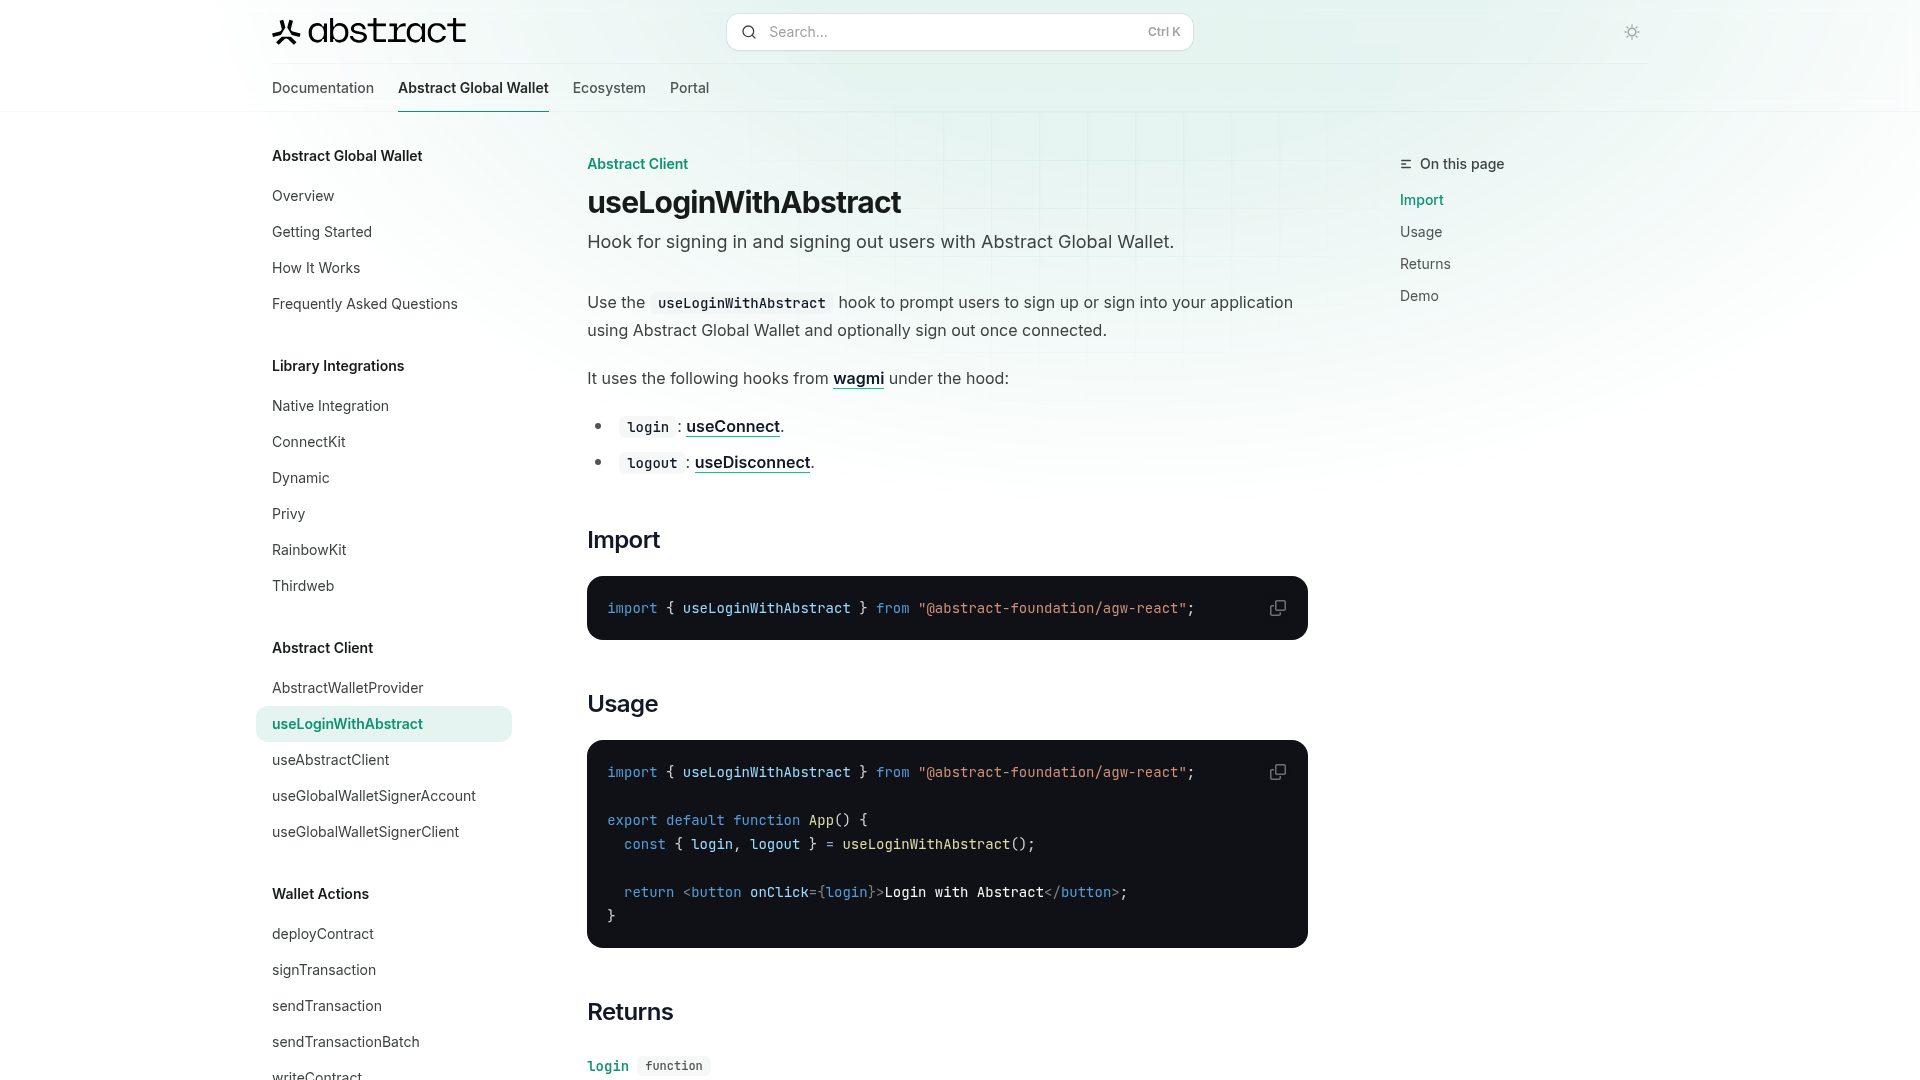 abstract
Search...
Ctrl K
Documentation
Abstract Global Wallet
Ecosystem
Portal
Abstract Global Wallet
Overview
Getting Started
How It Works
Frequently Asked Questions
Library Integrations
Native Integration
ConnectKit
Dynamic
Privy
RainbowKit
Thirdweb
Abstract Client
AbstractWalletProvider
useLoginWithAbstract
useAbstractClient
useGlobalWalletSignerAccount
useGlobalWalletSignerClient
Wallet Actions
deployContract
signTransaction
sendTransaction
sendTransactionBatch
writeContract
Abstract Client
useLoginWithAbstract
Hook for signing in and signing out users with Abstract Global Wallet.
Use the useLoginWithAbstract hook to prompt users to sign up or sign into your application
using Abstract Global Wallet and optionally sign out once connected.
It uses the following hooks from wagmi under the hood:
• login : useConnect.
• logout : useDisconnect.
Import
import { useLoginWithAbstract } from "@abstract-foundation/agw-react";
Usage
import { useLoginWithAbstract } from "@abstract-foundation/agw-react";
export default function App() {
  const { login, logout } = useLoginWithAbstract();
  return <button onClick={login}>Login with Abstract</button>;
}
Returns
login function
On this page
Import
Usage
Returns
Demo